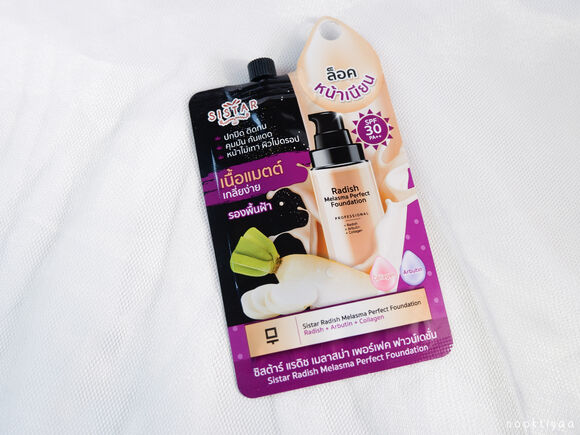 SISTAR
ปกปิด ติดทน
คุมมัน กันแดด
หน้าไม่เทา ผิวไม่ดรอป
ล็อค
หน้าเนียน
SPF
30
PA++
เนื้อแมตต์
เกลี่ยง่าย
รองพื้นฝ้า
Radish
Melasma Perfect
Foundation
PROFESSIONAL
+ Radish
+ Arbutin
+ Collagen
Collagen
Arbutin
Sistar Radish Melasma Perfect Foundation
Radish + Arbutin + Collagen
ซิสต้าร์ แรดิช เมลาสม่า เพอร์เฟค ฟาวน์เดชั่น
Sistar Radish Melasma Perfect Foundation